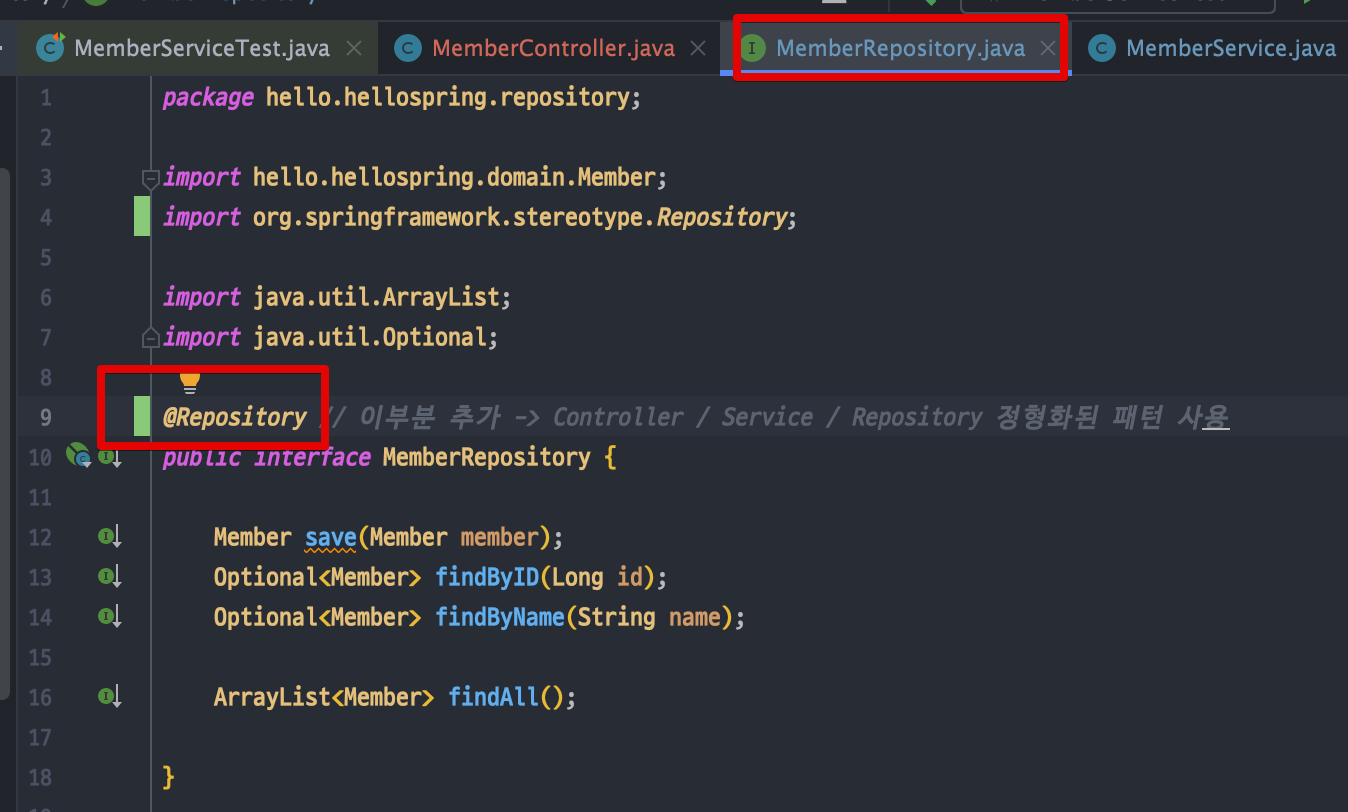 MemberServiceTest.java MemberController.java MemberRepository.java MemberService.java
1 package hello.hellospring.repository;
2
3 import hello.hellospring.domain.Member;
4 import org.springframework.stereotype.Repository;
5
6 import java.util.ArrayList;
7 import java.util.Optional;
8
9 @Repository // 이부분 추가 -> Controller / Service / Repository 정형화된 패턴 사용
10 public interface MemberRepository {
11
12 Member save(Member member);
13 Optional<Member> findByID(Long id);
14 Optional<Member> findByName(String name);
15
16 ArrayList<Member> findAll();
17
18 }